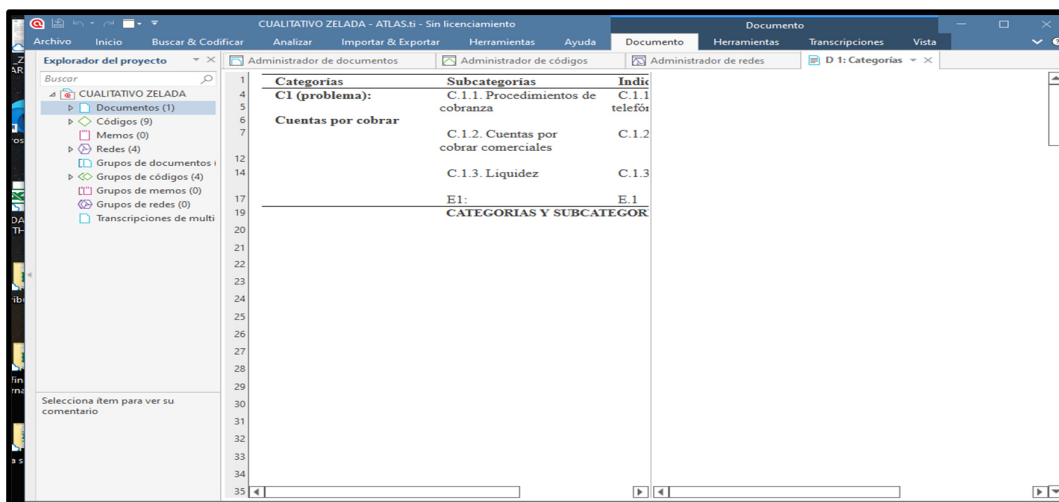 CUALITATIVO ZELADA - ATLAS.ti - Sin licenciamiento
Documento
Archivo Inicio Buscar & Codificar Analizar Importar & Exportar Herramientas Ayuda Documento Herramientas Transcripciones Vista
Explorador del proyecto
Administrador de documentos Administrador de códigos Administrador de redes D 1: Categorías
Buscar
CUALITATIVO ZELADA
Documentos (1)
Códigos (9)
Memos (0)
Redes (4)
Grupos de documentos
Grupos de códigos (4)
Grupos de memos (0)
Grupos de redes (0)
Transcripciones de multi
Selecciona ítem para ver su
comentario
1 Categorías Subcategorías Indic
4 C1 (problema): C.1.1. Procedimientos de C.1.1
5 cobranza telefón
6 Cuentas por cobrar
7 C.1.2. Cuentas por C.1.2
cobrar comerciales
12
14 C.1.3. Liquidez C.1.3
17 E1: E.1
19 CATEGORIAS Y SUBCATEGOR
20
21
22
23
24
25
26
27
28
29
30
31
32
33
34
35